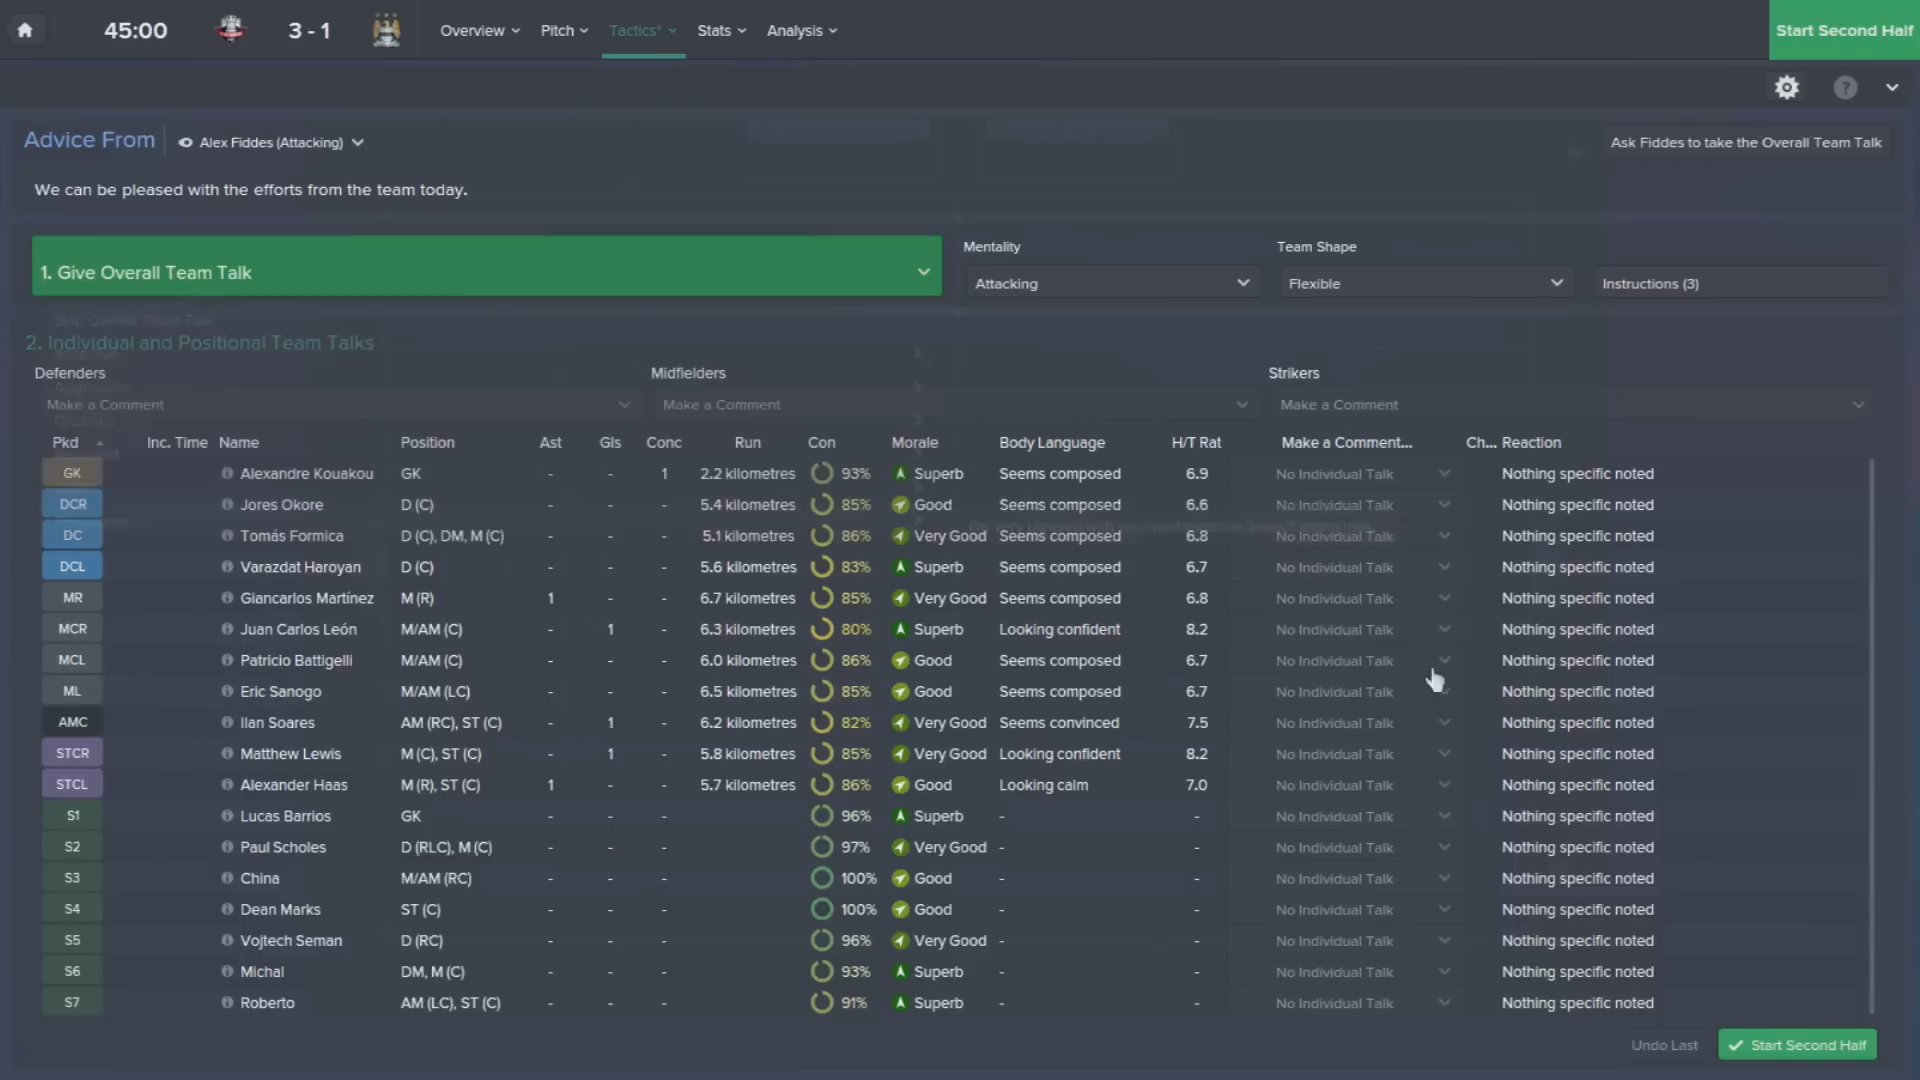 45:00 3 - 1 Overview Pitch Tactics* Stats Analysis Start Second Half
?
Advice From Alex Fiddes (Attacking) Ask Fiddes to take the Overall Team Talk
We can be pleased with the efforts from the team today.
Mentality Team Shape
1. Give Overall Team Talk Attacking Flexible Instructions (3)
2. Individual and Positional Team Talks
Defenders Midfielders Strikers
Make a Comment Make a Comment Make a Comment
Pkd Inc. Time Name Position Ast Gls Conc Run Con Morale Body Language H/T Rat Make a Comment... Ch... Reaction
GK Alexandre Kouakou GK - - 1 2.2 kilometres 93% Superb Seems composed 6.9 No Individual Talk Nothing specific noted
DCR Jores Okore D (C) - - - 5.4 kilometres 85% Good Seems composed 6.6 No Individual Talk Nothing specific noted
DC Tomás Formica D (C), DM, M (C) - - - 5.1 kilometres 86% Very Good Seems composed 6.8 No Individual Talk Nothing specific noted
DCL Varazdat Haroyan D (C) - - - 5.6 kilometres 83% Superb Seems composed 6.7 No Individual Talk Nothing specific noted
MR Giancarlos Martínez M (R) 1 - - 6.7 kilometres 85% Very Good Seems composed 6.8 No Individual Talk Nothing specific noted
MCR Juan Carlos León M/AM (C) - 1 - 6.3 kilometres 80% Superb Looking confident 8.2 No Individual Talk Nothing specific noted
MCL Patricio Battigelli M/AM (C) - - - 6.0 kilometres 86% Good Seems composed 6.7 No Individual Talk Nothing specific noted
ML Eric Sanogo M/AM (LC) - - - 6.5 kilometres 85% Good Seems composed 6.7 No Individual Talk Nothing specific noted
AMC Ilan Soares AM (RC), ST (C) - 1 - 6.2 kilometres 82% Very Good Seems convinced 7.5 No Individual Talk Nothing specific noted
STCR Matthew Lewis M (C), ST (C) - 1 - 5.8 kilometres 85% Very Good Looking confident 8.2 No Individual Talk Nothing specific noted
STCL Alexander Haas M (R), ST (C) 1 - - 5.7 kilometres 86% Good Looking calm 7.0 No Individual Talk Nothing specific noted
S1 Lucas Barrios GK - - - 96% Superb - - No Individual Talk Nothing specific noted
S2 Paul Scholes D (RLC), M (C) - - - 97% Very Good - - No Individual Talk Nothing specific noted
S3 China M/AM (RC) - - - 100% Good - - No Individual Talk Nothing specific noted
S4 Dean Marks ST (C) - - - 100% Good - - No Individual Talk Nothing specific noted
S5 Vojtech Seman D (RC) - - - 96% Very Good - - No Individual Talk Nothing specific noted
S6 Michal DM, M (C) - - - 93% Superb - - No Individual Talk Nothing specific noted
S7 Roberto AM (LC), ST (C) - - - 91% Superb - - No Individual Talk Nothing specific noted
Undo Last Start Second Half